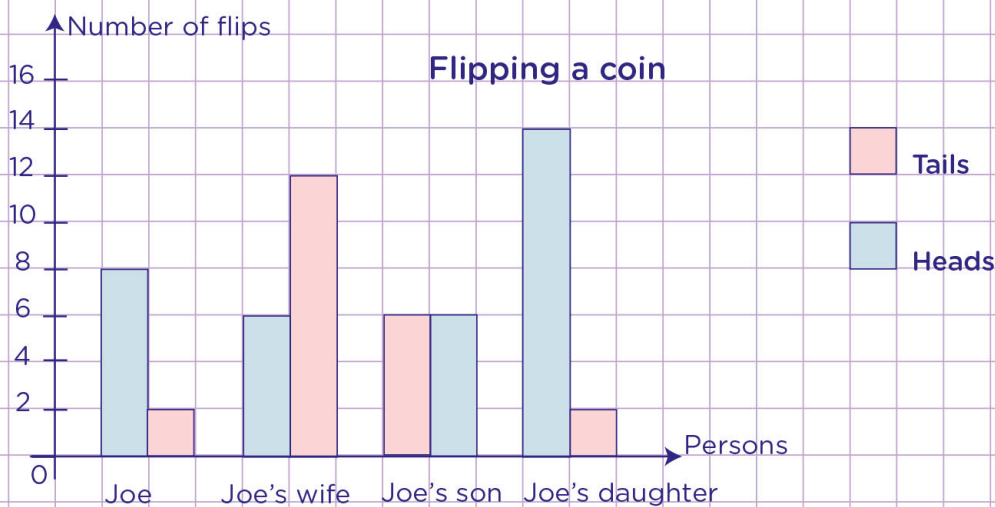 Number of flips
Flipping a coin
16
14
12
10
8
6
4
2
0
Tails
Heads
Persons
Joe
Joe's wife
Joe's son
Joe's daughter